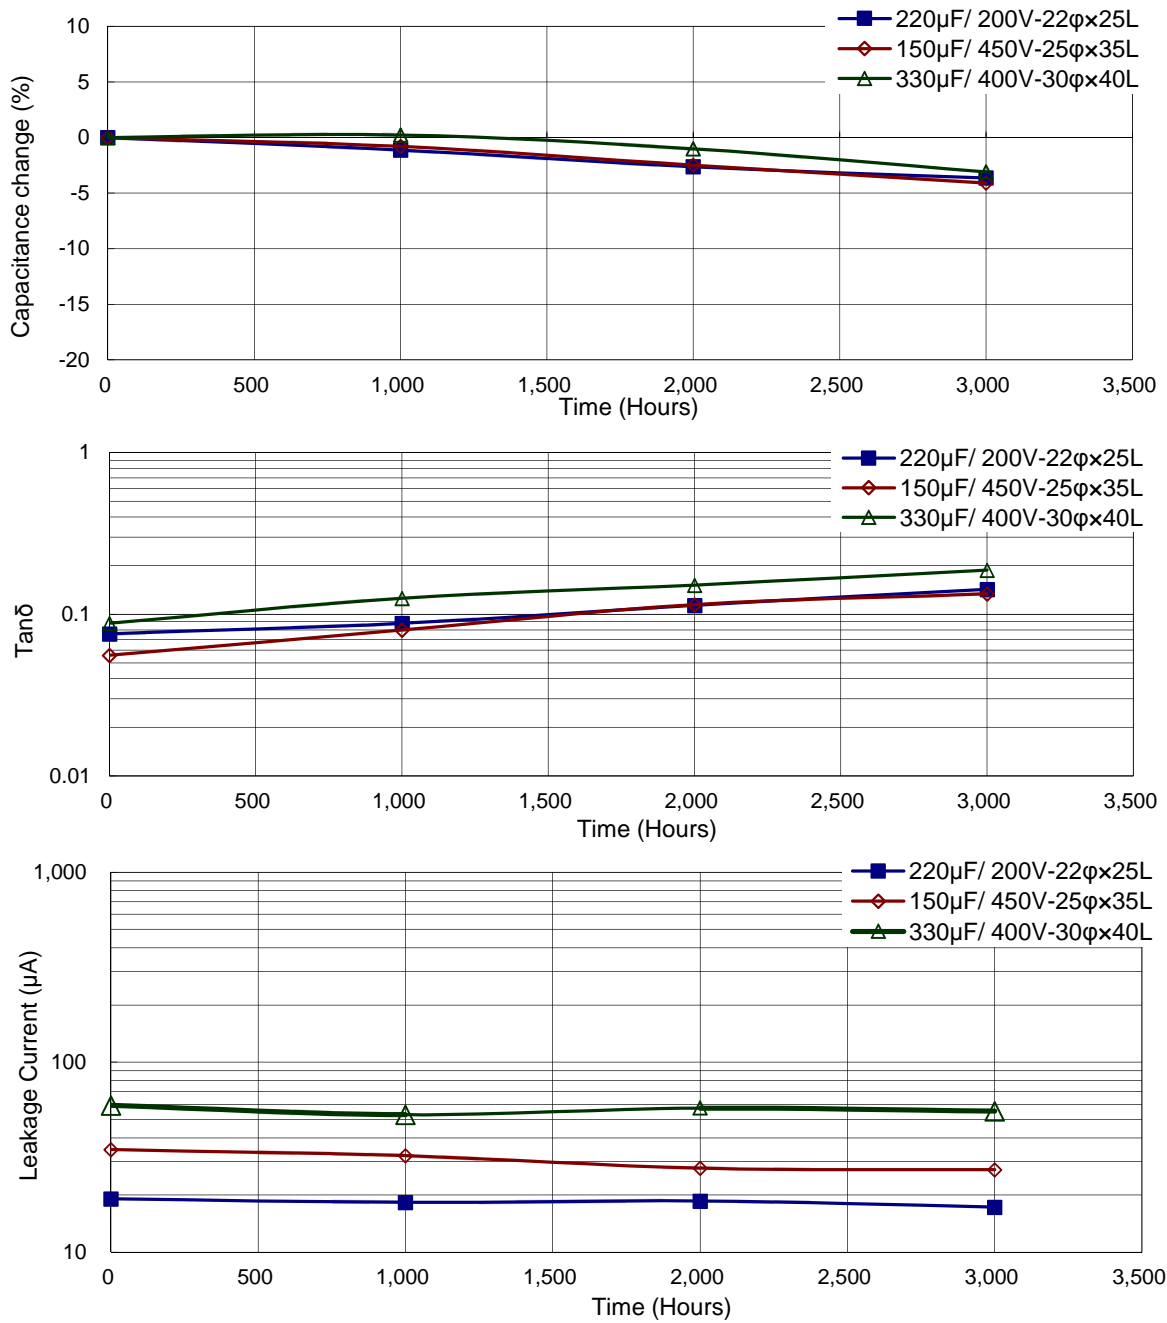 220μF/ 200V-22φ×25L
150μF/ 450V-25φ×35L
330μF/ 400V-30φ×40L
Capacitance change (%)
10
5
0
-5
-10
-15
-20
0 500 1,000 1,500 2,000 2,500 3,000 3,500
Time (Hours)
220μF/ 200V-22φ×25L
150μF/ 450V-25φ×35L
330μF/ 400V-30φ×40L
Tanδ
1
0.1
0.01
0 500 1,000 1,500 2,000 2,500 3,000 3,500
Time (Hours)
220μF/ 200V-22φ×25L
150μF/ 450V-25φ×35L
330μF/ 400V-30φ×40L
Leakage Current (μA)
1,000
100
10
0 500 1,000 1,500 2,000 2,500 3,000 3,500
Time (Hours)